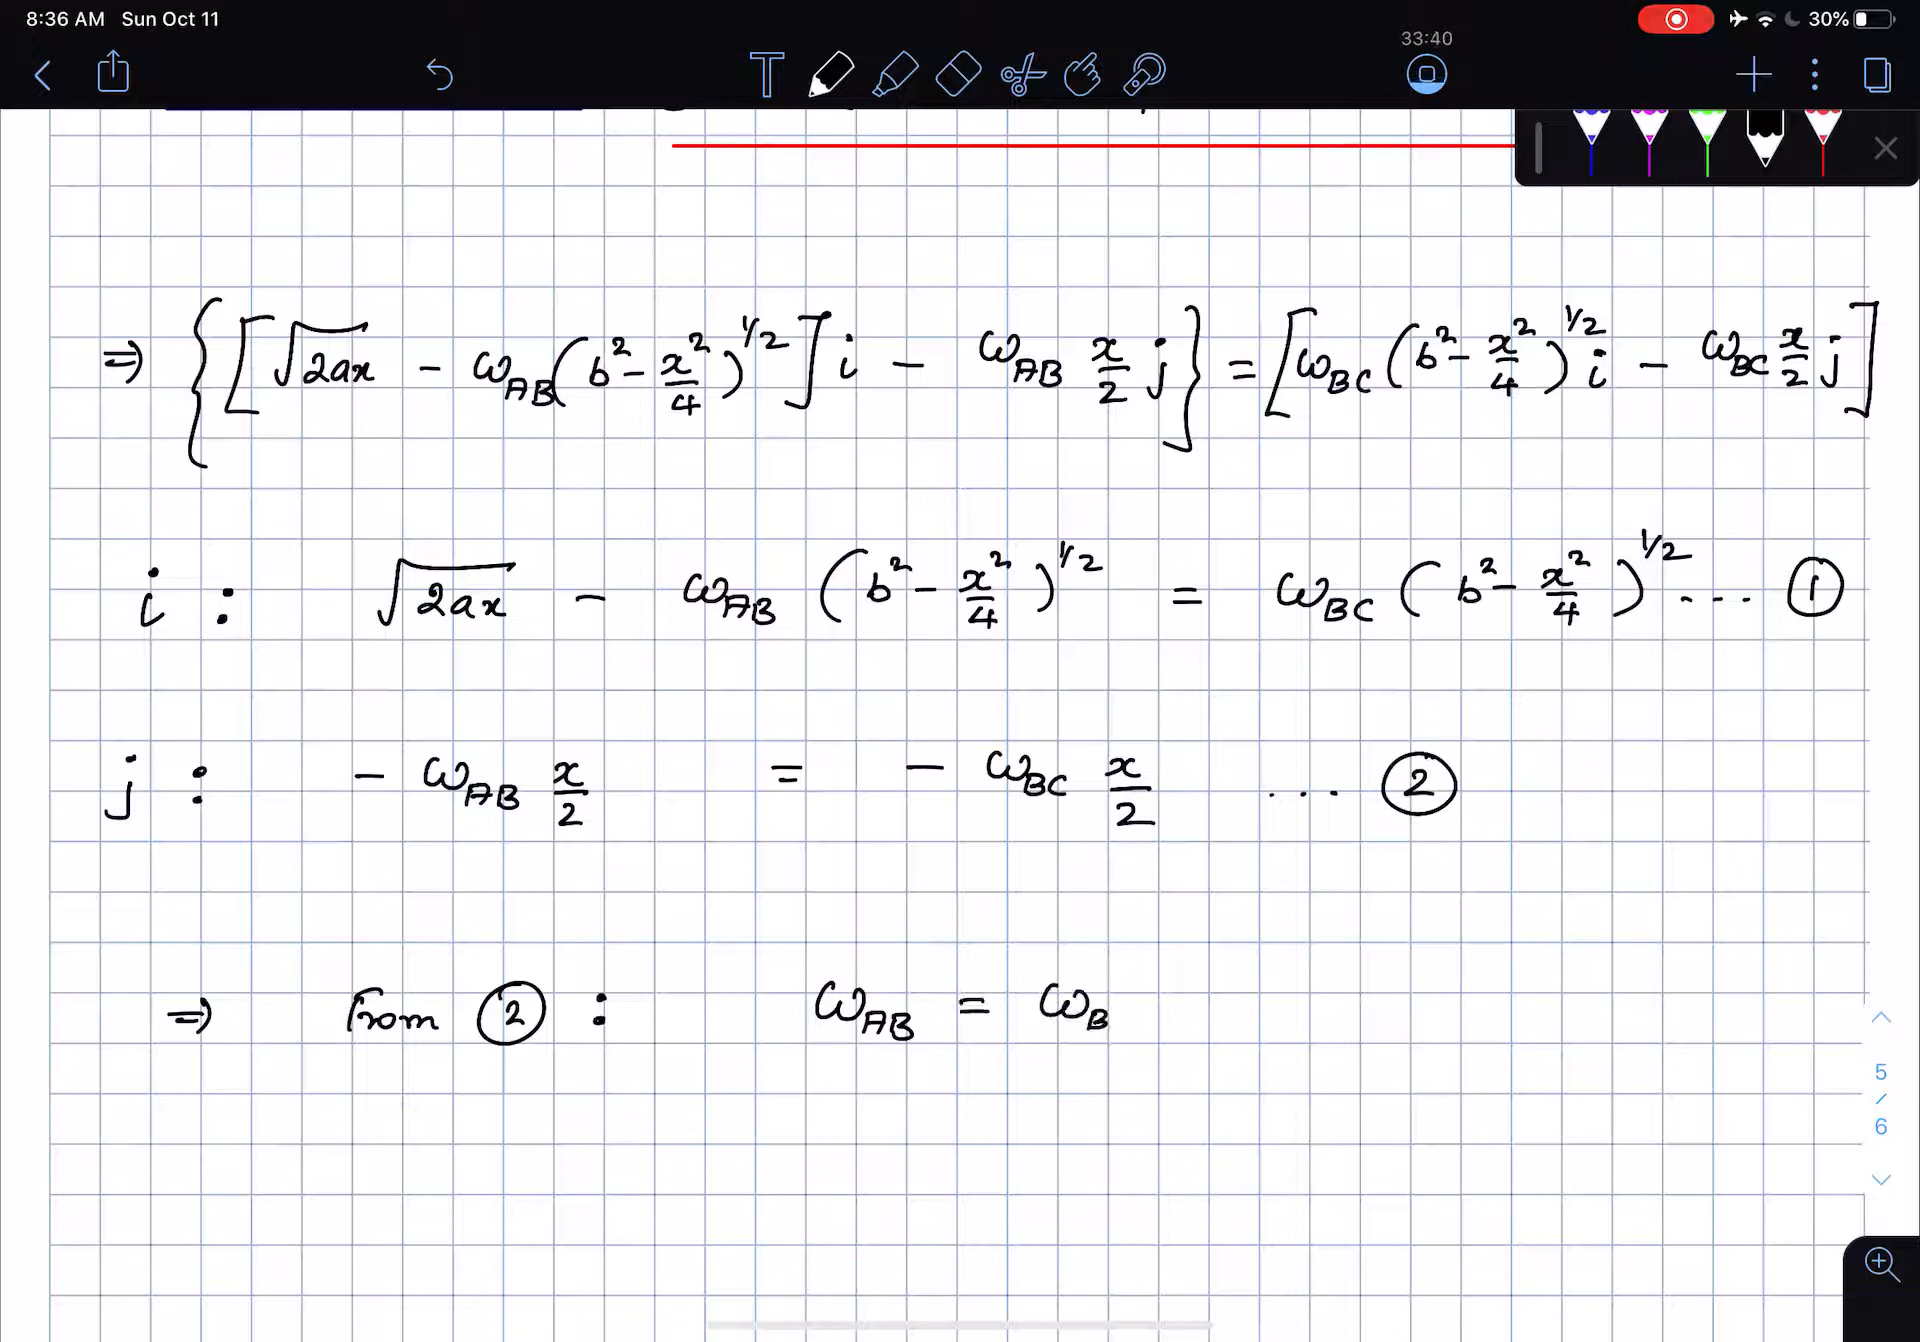 8:36 AM Sun Oct 11 30%
33:40
⇒ { [ √2ax - ω_AB ( b² - x²/4 )^1/2 ] i - ω_AB x/2 j } = [ ω_BC ( b² - x²/4 )^1/2 i - ω_BC x/2 j ]
i : √2ax - ω_AB ( b² - x²/4 )^1/2 = ω_BC ( b² - x²/4 )^1/2 ... ①
j : - ω_AB x/2 = - ω_BC x/2 ... ②
⇒ from ② : ω_AB = ω_B
5
/
6